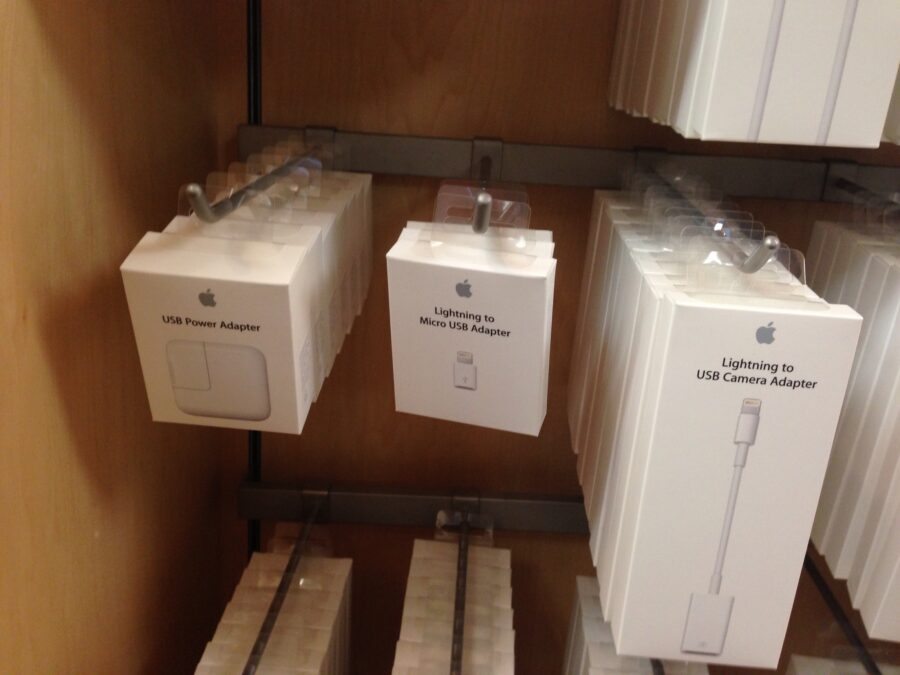 USB Power Adapter
Lightning to
Micro USB Adapter
Lightning to
USB Camera Adapter